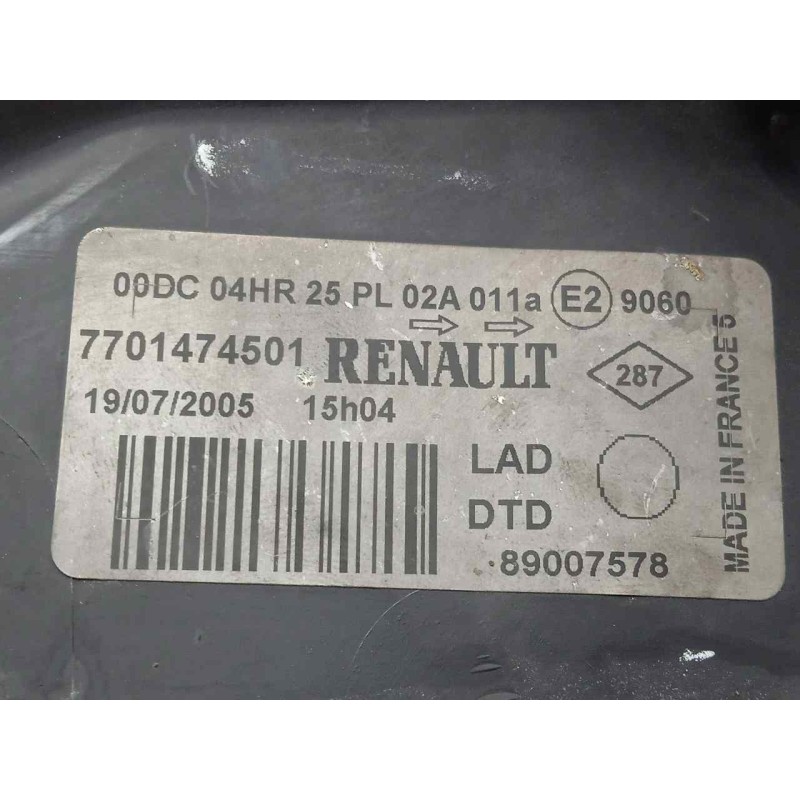 00DC 04HR 25 PL 02A 011a E2 9060
7701474501 RENAULT
287
19/07/2005 15h04
LAD
DTD
89007578
MADE IN FRANCE 5